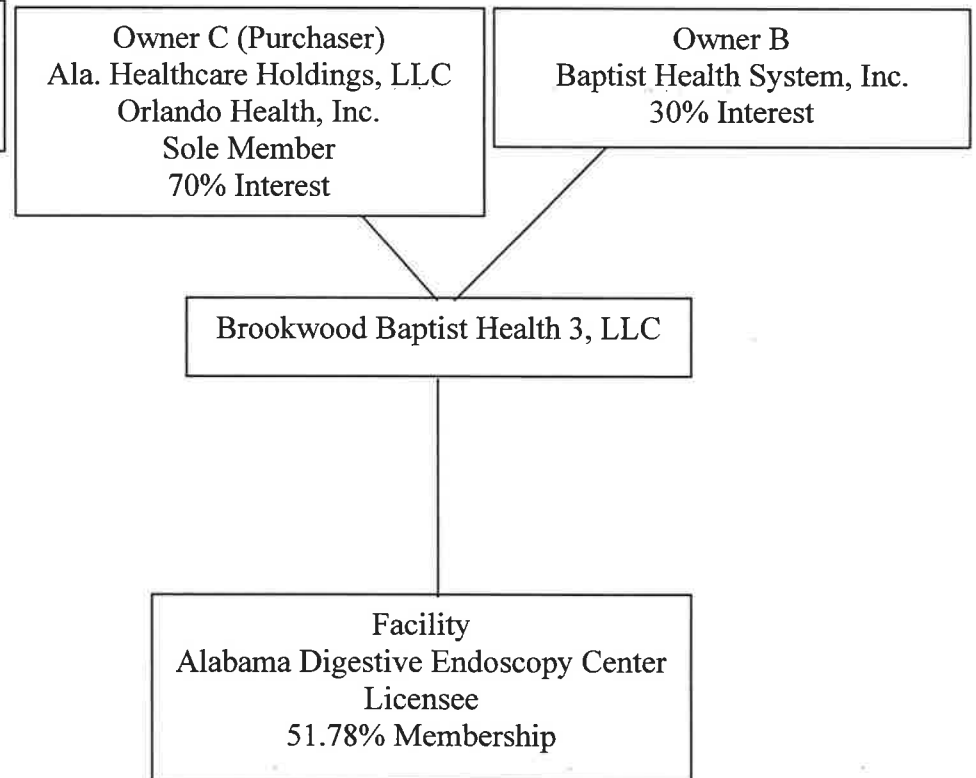 Owner C (Purchaser)
Ala. Healthcare Holdings, LLC
Orlando Health, Inc.
Sole Member
70% Interest
Owner B
Baptist Health System, Inc.
30% Interest
Brookwood Baptist Health 3, LLC
Facility
Alabama Digestive Endoscopy Center
Licensee
51.78% Membership